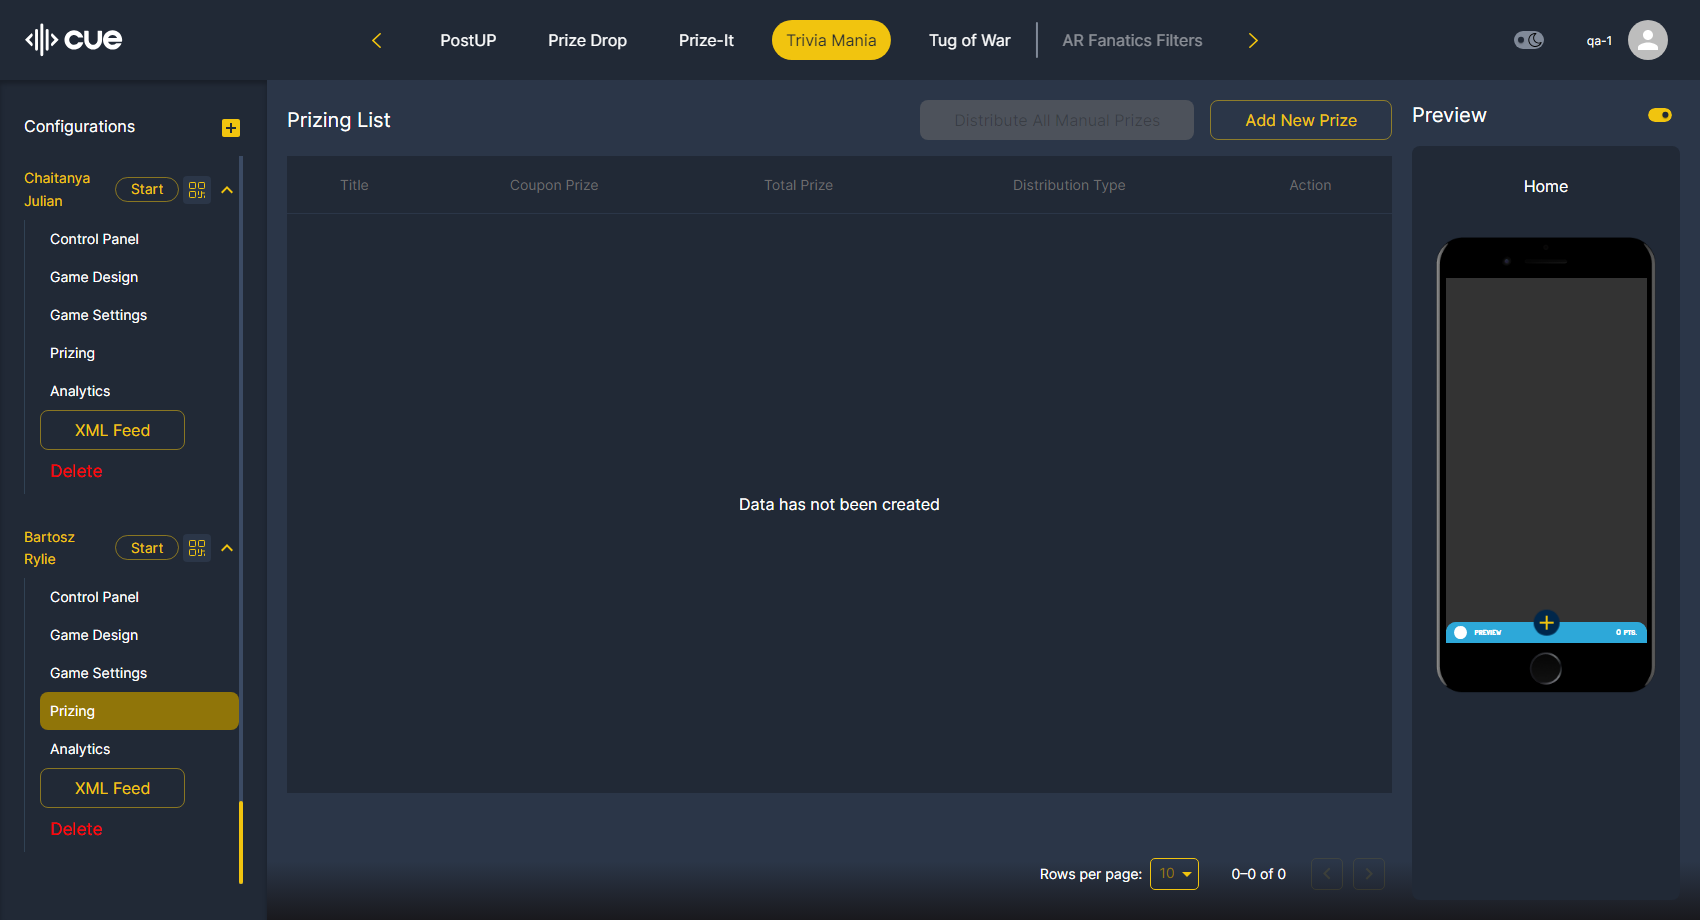 cue
PostUP
Prize Drop
Prize-It
Trivia Mania
Tug of War
AR Fanatics Filters
qa-1
Configurations
Chaitanya
Julian
Start
Control Panel
Game Design
Game Settings
Prizing
Analytics
XML Feed
Delete
Bartosz
Rylie
Start
Control Panel
Game Design
Game Settings
Prizing
Analytics
XML Feed
Delete
Prizing List
Distribute All Manual Prizes
Add New Prize
Title
Coupon Prize
Total Prize
Distribution Type
Action
Data has not been created
Rows per page:
10
0–0 of 0
Preview
Home
PREVIEW
0 PTS.